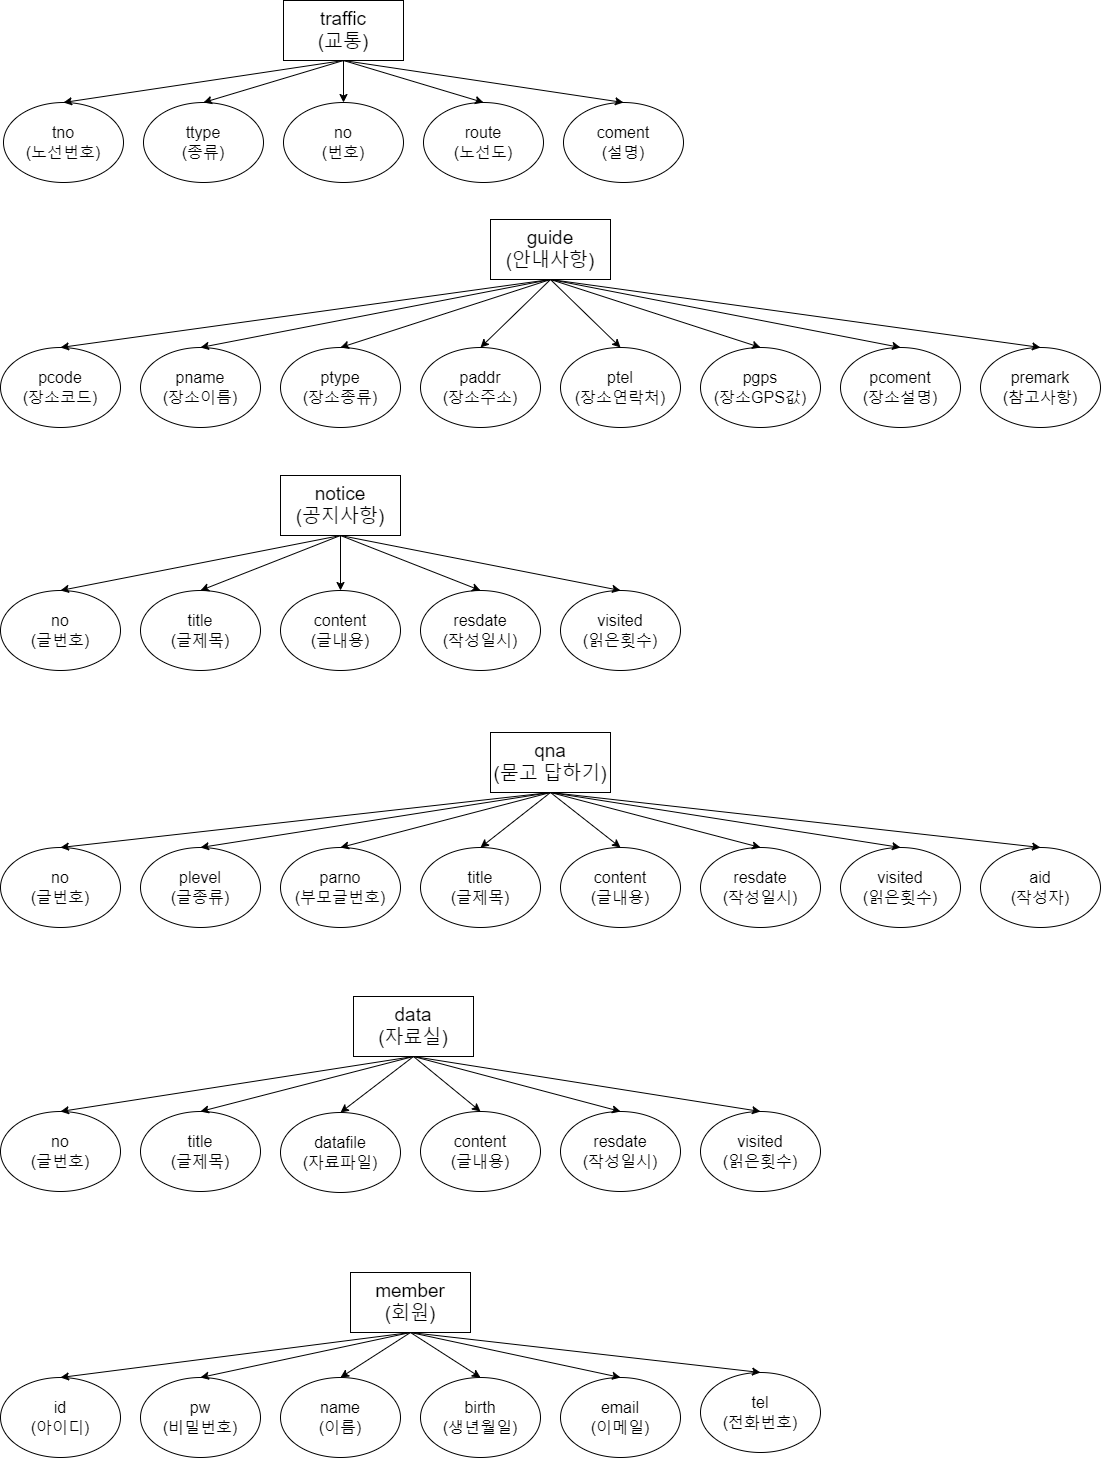 traffic
(교통)
tno
(노선번호)
ttype
(종류)
no
(번호)
route
(노선도)
coment
(설명)
guide
(안내사항)
pcode
(장소코드)
pname
(장소이름)
ptype
(장소종류)
paddr
(장소주소)
ptel
(장소연락처)
pgps
(장소GPS값)
pcoment
(장소설명)
premark
(참고사항)
notice
(공지사항)
no
(글번호)
title
(글제목)
content
(글내용)
resdate
(작성일시)
visited
(읽은횟수)
qna
(묻고 답하기)
no
(글번호)
plevel
(글종류)
parno
(부모글번호)
title
(글제목)
content
(글내용)
resdate
(작성일시)
visited
(읽은횟수)
aid
(작성자)
data
(자료실)
no
(글번호)
title
(글제목)
datafile
(자료파일)
content
(글내용)
resdate
(작성일시)
visited
(읽은횟수)
member
(회원)
id
(아이디)
pw
(비밀번호)
name
(이름)
birth
(생년월일)
email
(이메일)
tel
(전화번호)